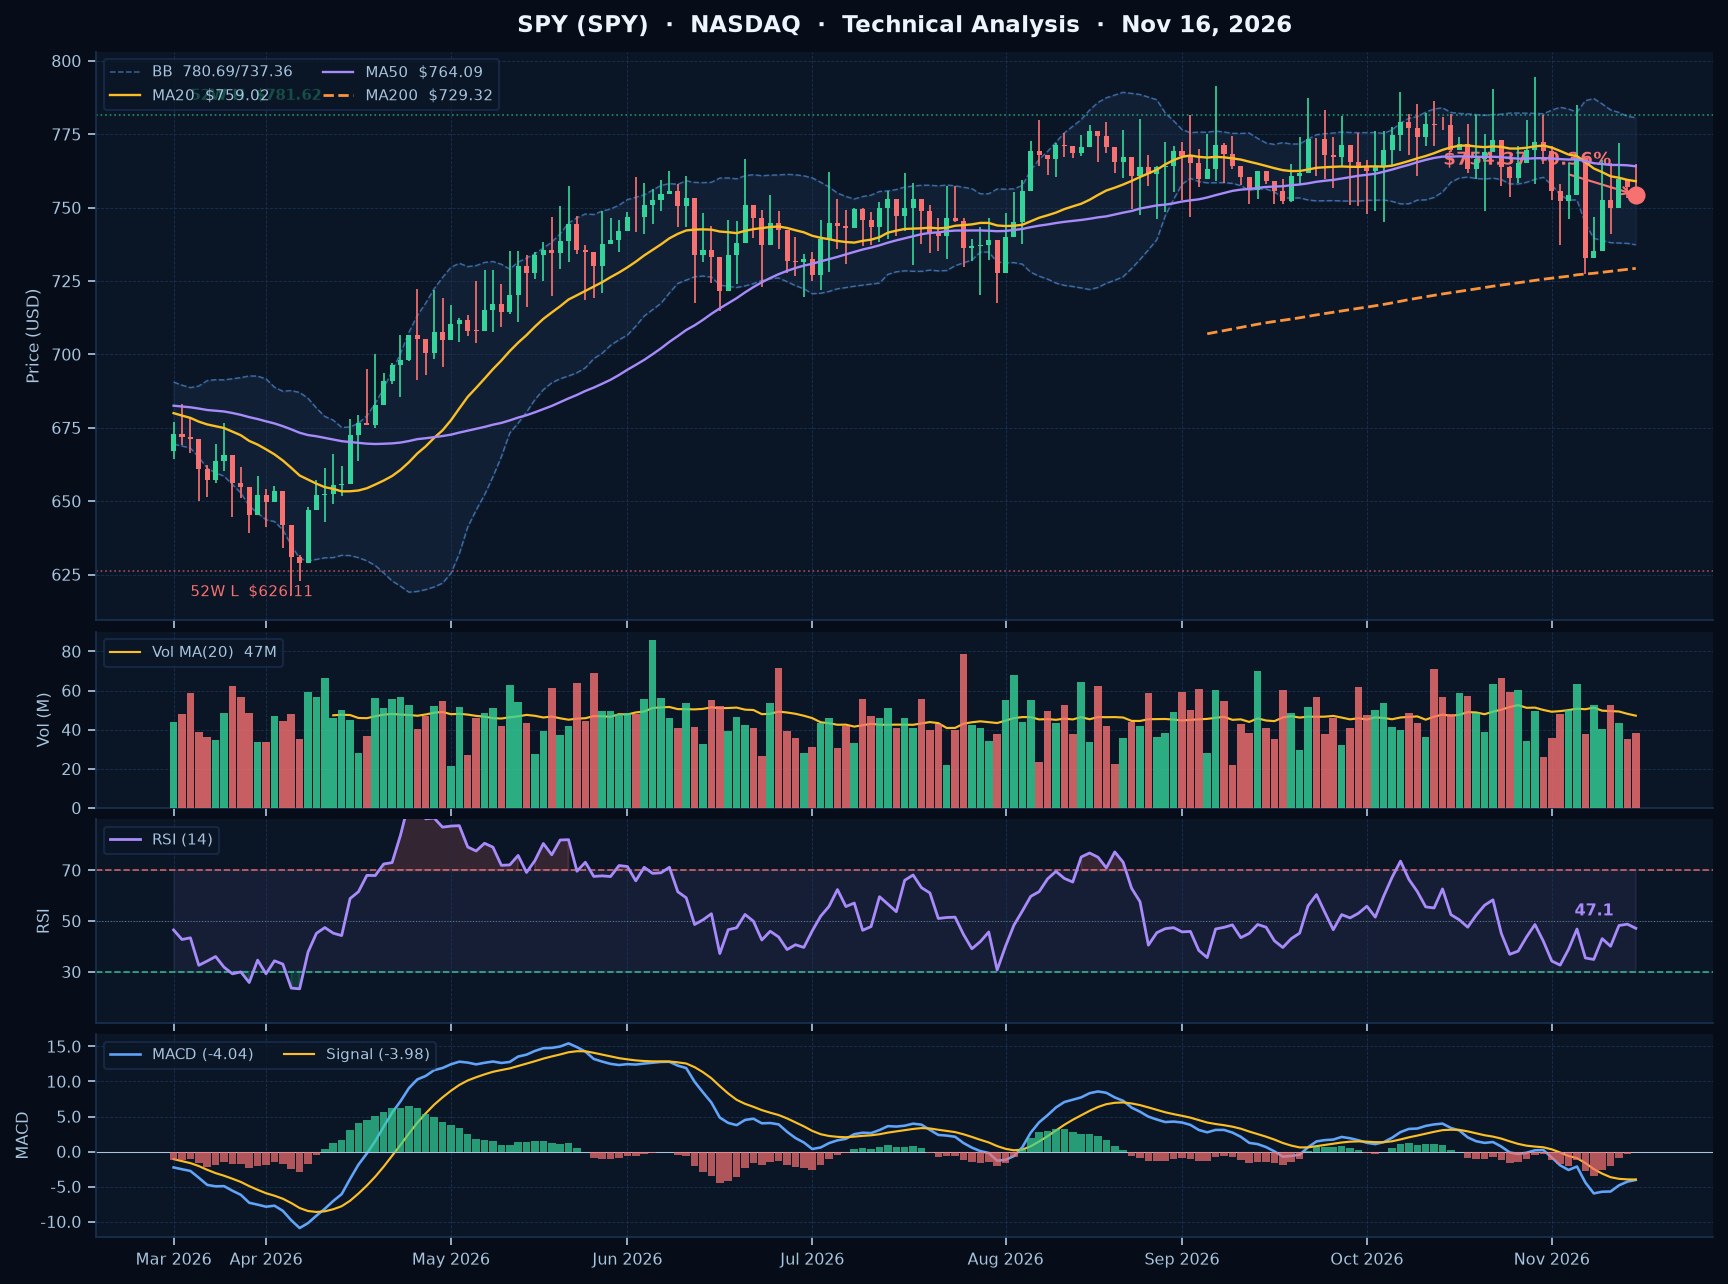 SPY (SPY)  ·  NASDAQ  ·  Technical Analysis  ·  Nov 16, 2026
BB  780.69/737.36
MA50  $764.09
MA20  $759.02
MA200  $729.32
$781.62
800
775
750
725
700
675
650
625
Price (USD)
52W L  $626.11
Vol MA(20)  47M
80
60
40
20
0
Vol (M)
RSI (14)
70
50
30
RSI
47.1
MACD (-4.04)
Signal (-3.98)
15.0
10.0
5.0
0.0
-5.0
-10.0
MACD
Mar 2026
Apr 2026
May 2026
Jun 2026
Jul 2026
Aug 2026
Sep 2026
Oct 2026
Nov 2026